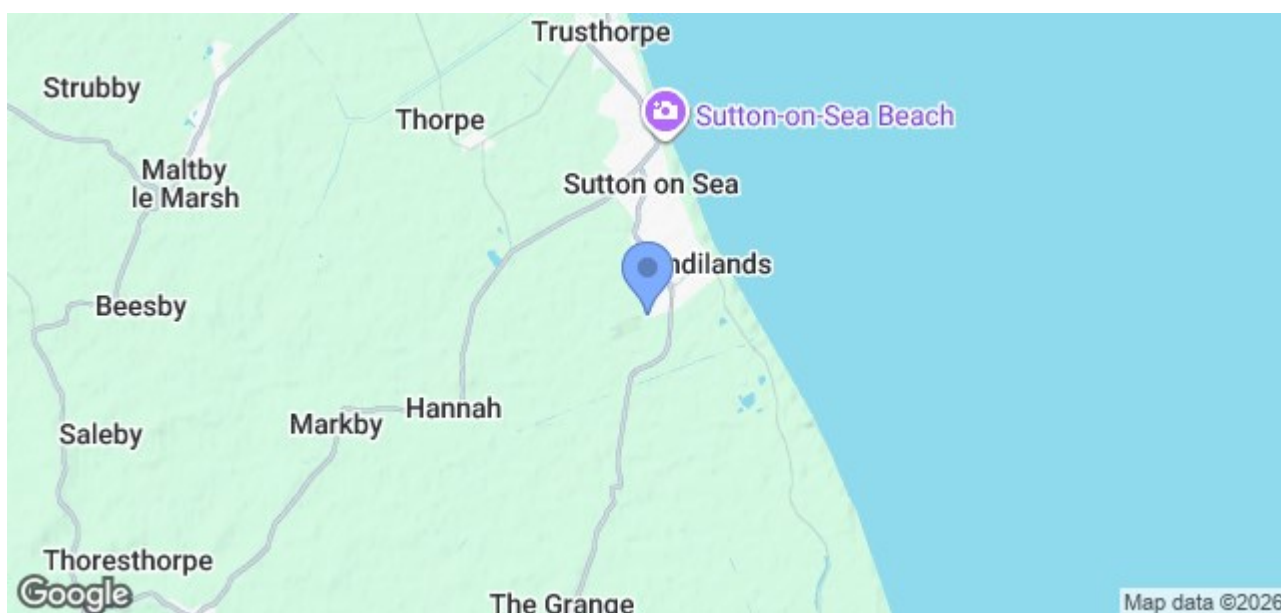 Trusthorpe
Strubby
Sutton-on-Sea Beach
Thorpe
Maltby
le Marsh
Sutton on Sea
ndilands
Beesby
Hannah
Markby
Saleby
Thoresthorpe
The Grange
Google
Map data ©2026